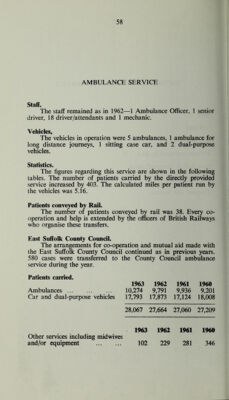 58
AMBULANCE SERVICE
Staff.
The staff remained as in 1962—1 Ambulance Officer, 1 senior
driver, 18 driver/attendants and 1 mechanic.
Vehicles,
The vehicles in operation were 5 ambulances, 1 ambulance for
long distance journeys, 1 sitting case car, and 2 dual-purpose
vehicles.
Statistics.
The figures regarding this service are shown in the following
tables. The number of patients carried by the directly provided
service increased by 403. The calculated miles per patient run by
the vehicles was 5.16.
Patients conveyed by Rail.
The number of patients conveyed by rail was 38. Every co-
operation and help is extended by the officers of British Railways
who organise these transfers.
East Suffolk County Council.
The arrangements for co-operation and mutual aid made with
the East Suffolk County Council continued as in previous years.
580 cases were transferred to the County Council ambulance
service during the year.
Patients carried.
1963 1962 1961 1960
Ambulances ... ... ... 10,274 9,791 9,936 9,201
Car and dual-purpose vehicles 17,793 17,873 17,124 18,008
28,067 27,664 27,060 27,209
1963 1962 1961 1960
Other services including midwives
and/or equipment ... ... 102 229 281 346